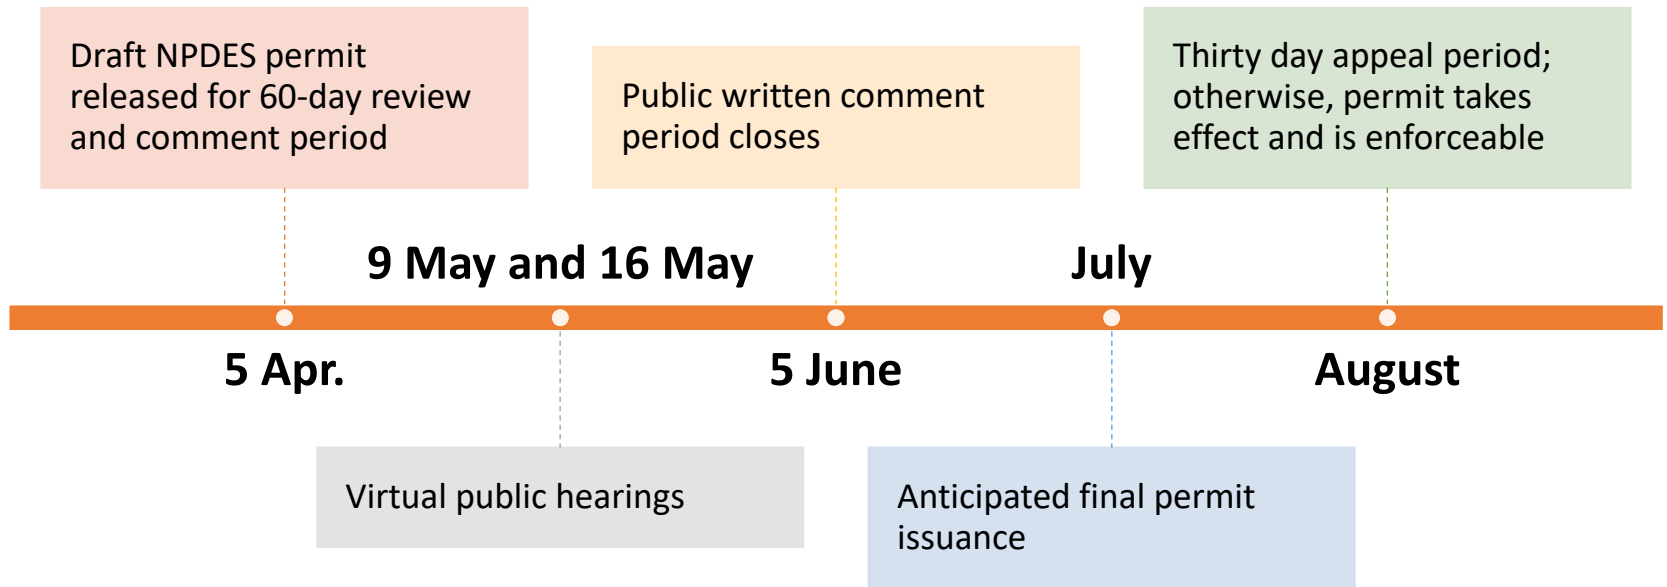 Draft NPDES permit
released for 60-day review
and comment period
Public written comment
period closes
Thirty day appeal period;
otherwise, permit takes
effect and is enforceable
9 May and 16 May
July
5 Apr.
5 June
August
Virtual public hearings
Anticipated final permit
issuance